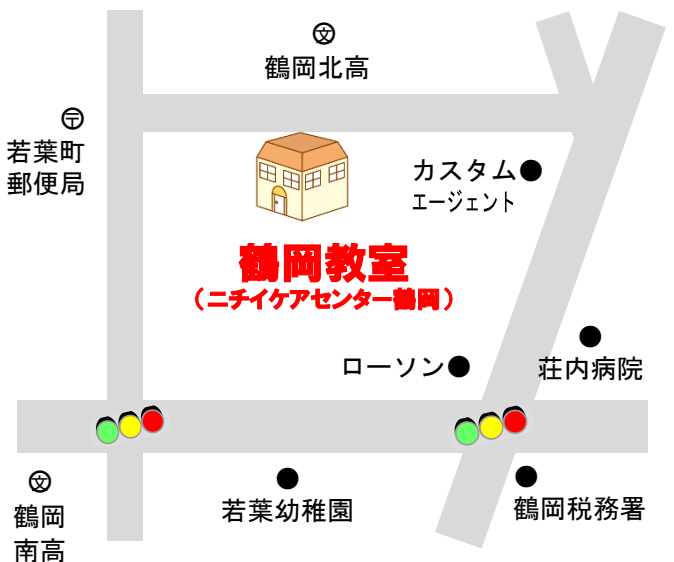 文
鶴岡北高
〒
若葉町
郵便局
カスタム
エージェント
鶴岡教室
（ニチイケアセンター鶴岡）
ローソン
荘内病院
文
鶴岡
南高
若葉幼稚園
鶴岡税務署